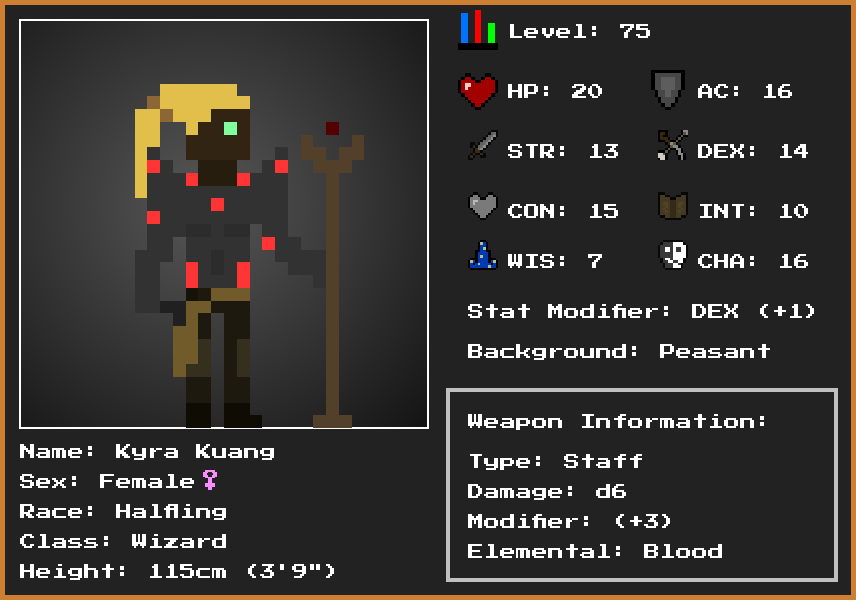 Level: 75
HP: 20
AC: 16
STR: 13
DEX: 14
CON: 15
INT: 10
WIS: 7
CHA: 16
Stat Modifier: DEX (+1)
Background: Peasant
Weapon Information:
Type: Staff
Damage: d6
Modifier: (+3)
Elemental: Blood
Name: Kyra Kuang
Sex: Female♀
Race: Halfling
Class: Wizard
Height: 115cm (3'9")